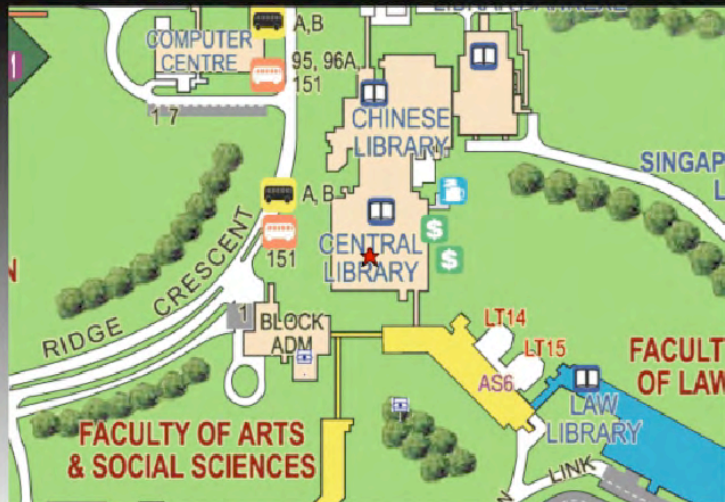 A,B
COMPUTER
CENTRE
95, 96A,
151
1 7
CHINESE
LIBRARY
SINGAP
A,B
$
$
151
CENTRAL
LIBRARY
RIDGE CRESCENT
1
BLOCK
ADM
LT14
LT15
AS6
FACULT
OF LAW
LAW
LIBRARY
FACULTY OF ARTS
& SOCIAL SCIENCES
LINK